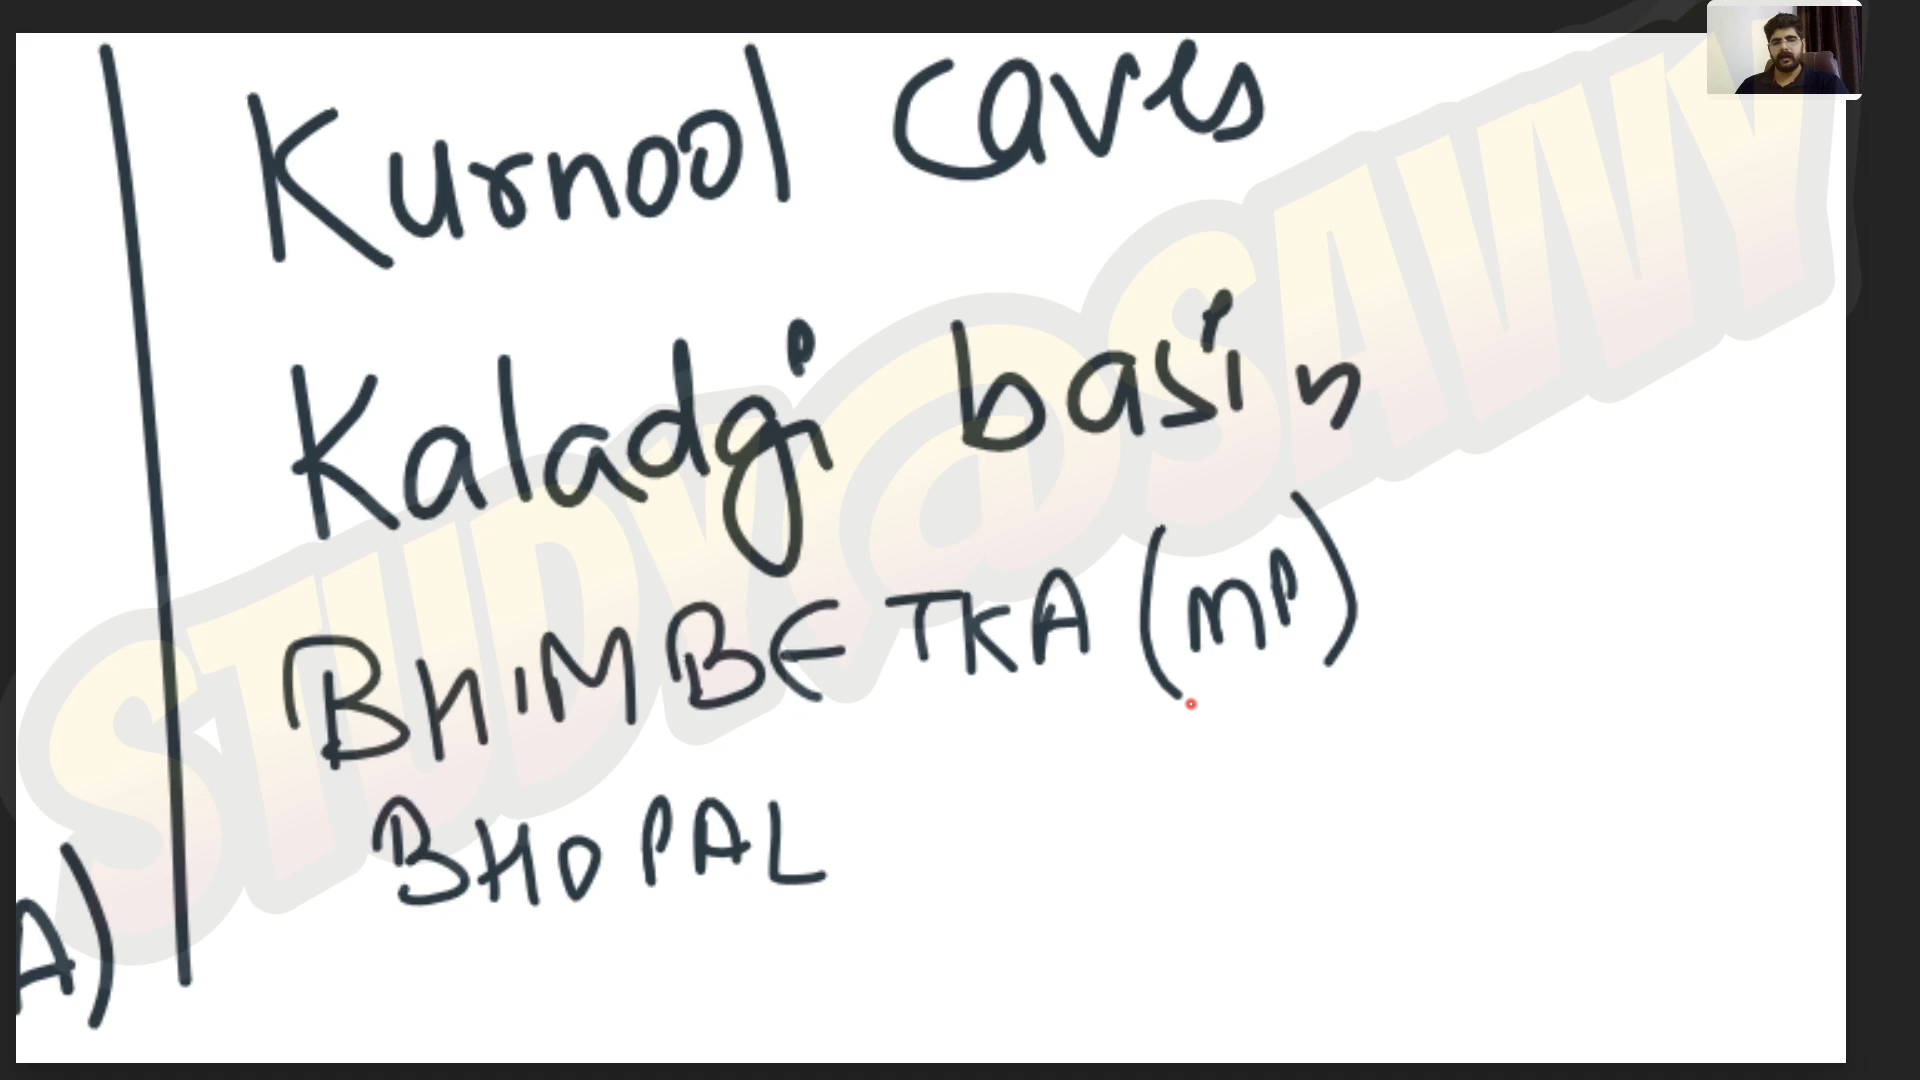 Kurnool caves
Kaladgi basin
BHIMBETKA (MP)
BHOPAL
A)
STUDY@SAVVY